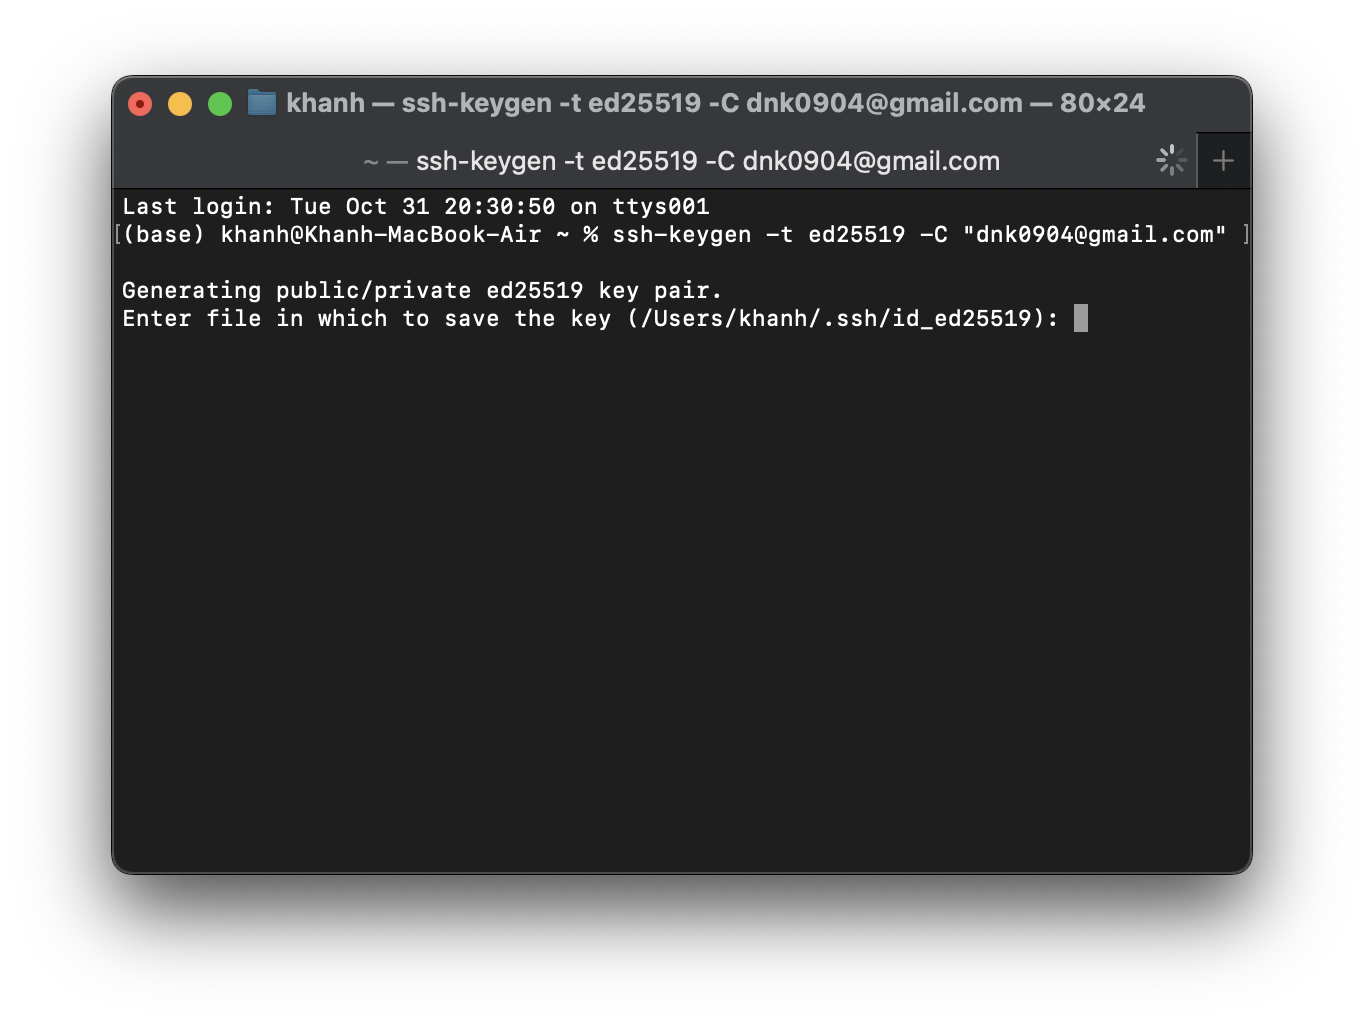 khanh — ssh-keygen -t ed25519 -C dnk0904@gmail.com — 80×24
~ — ssh-keygen -t ed25519 -C dnk0904@gmail.com
Last login: Tue Oct 31 20:30:50 on ttys001
[(base) khanh@Khanh-MacBook-Air ~ % ssh-keygen -t ed25519 -C "dnk0904@gmail.com" ]
Generating public/private ed25519 key pair.
Enter file in which to save the key (/Users/khanh/.ssh/id_ed25519):